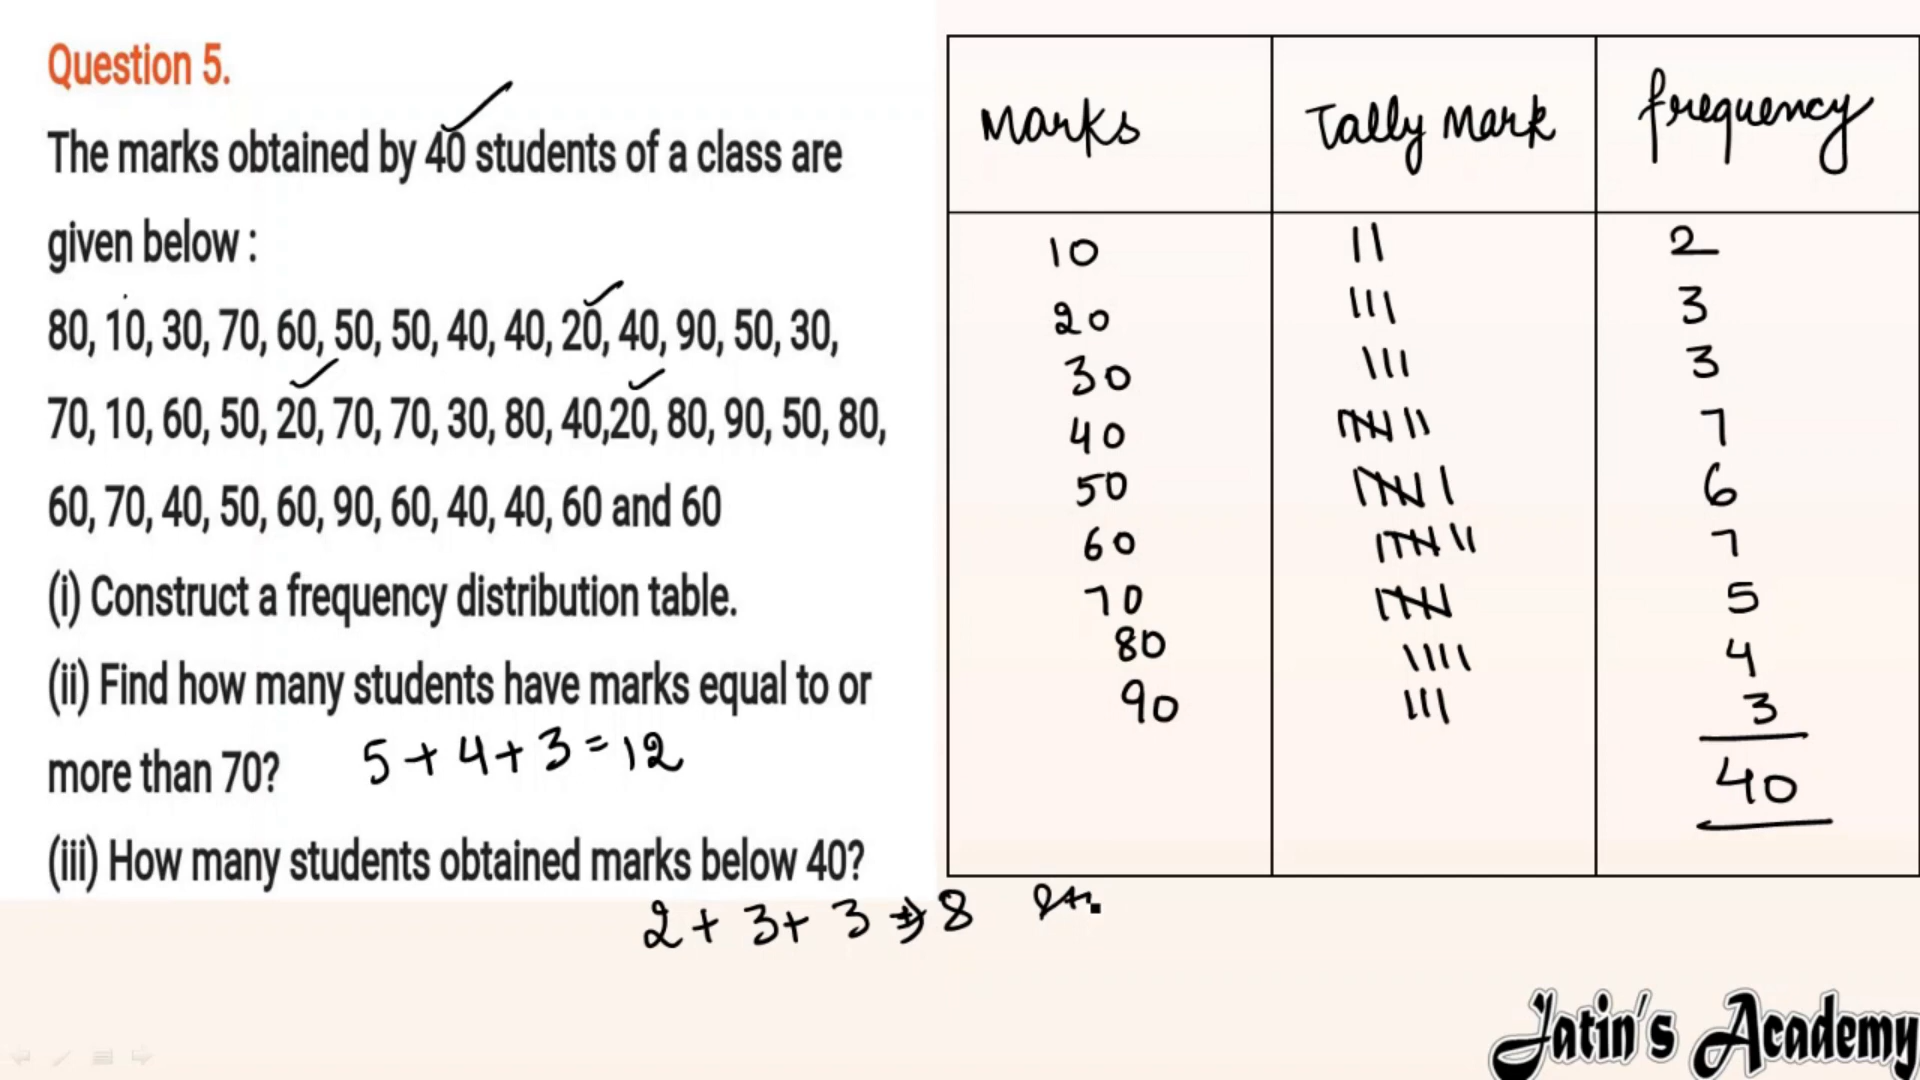 Question 5.
The marks obtained by 40 students of a class are
given below :
80, 10, 30, 70, 60, 50, 50, 40, 40, 20, 40, 90, 50, 30,
70, 10, 60, 50, 20, 70, 70, 30, 80, 40,20, 80, 90, 50, 80,
60, 70, 40, 50, 60, 90, 60, 40, 40, 60 and 60
(i) Construct a frequency distribution table.
(ii) Find how many students have marks equal to or
more than 70? 5 + 4 + 3 = 12
(iii) How many students obtained marks below 40?
2 + 3 + 3 ⇒ 8
Marks Tally Mark frequency
10 || 2
20 ||| 3
30 ||| 3
40 |||| || 7
50 |||| | 6
60 |||| || 7
70 |||| 5
80 |||| 4
90 ||| 3
40
Jatin's Academy